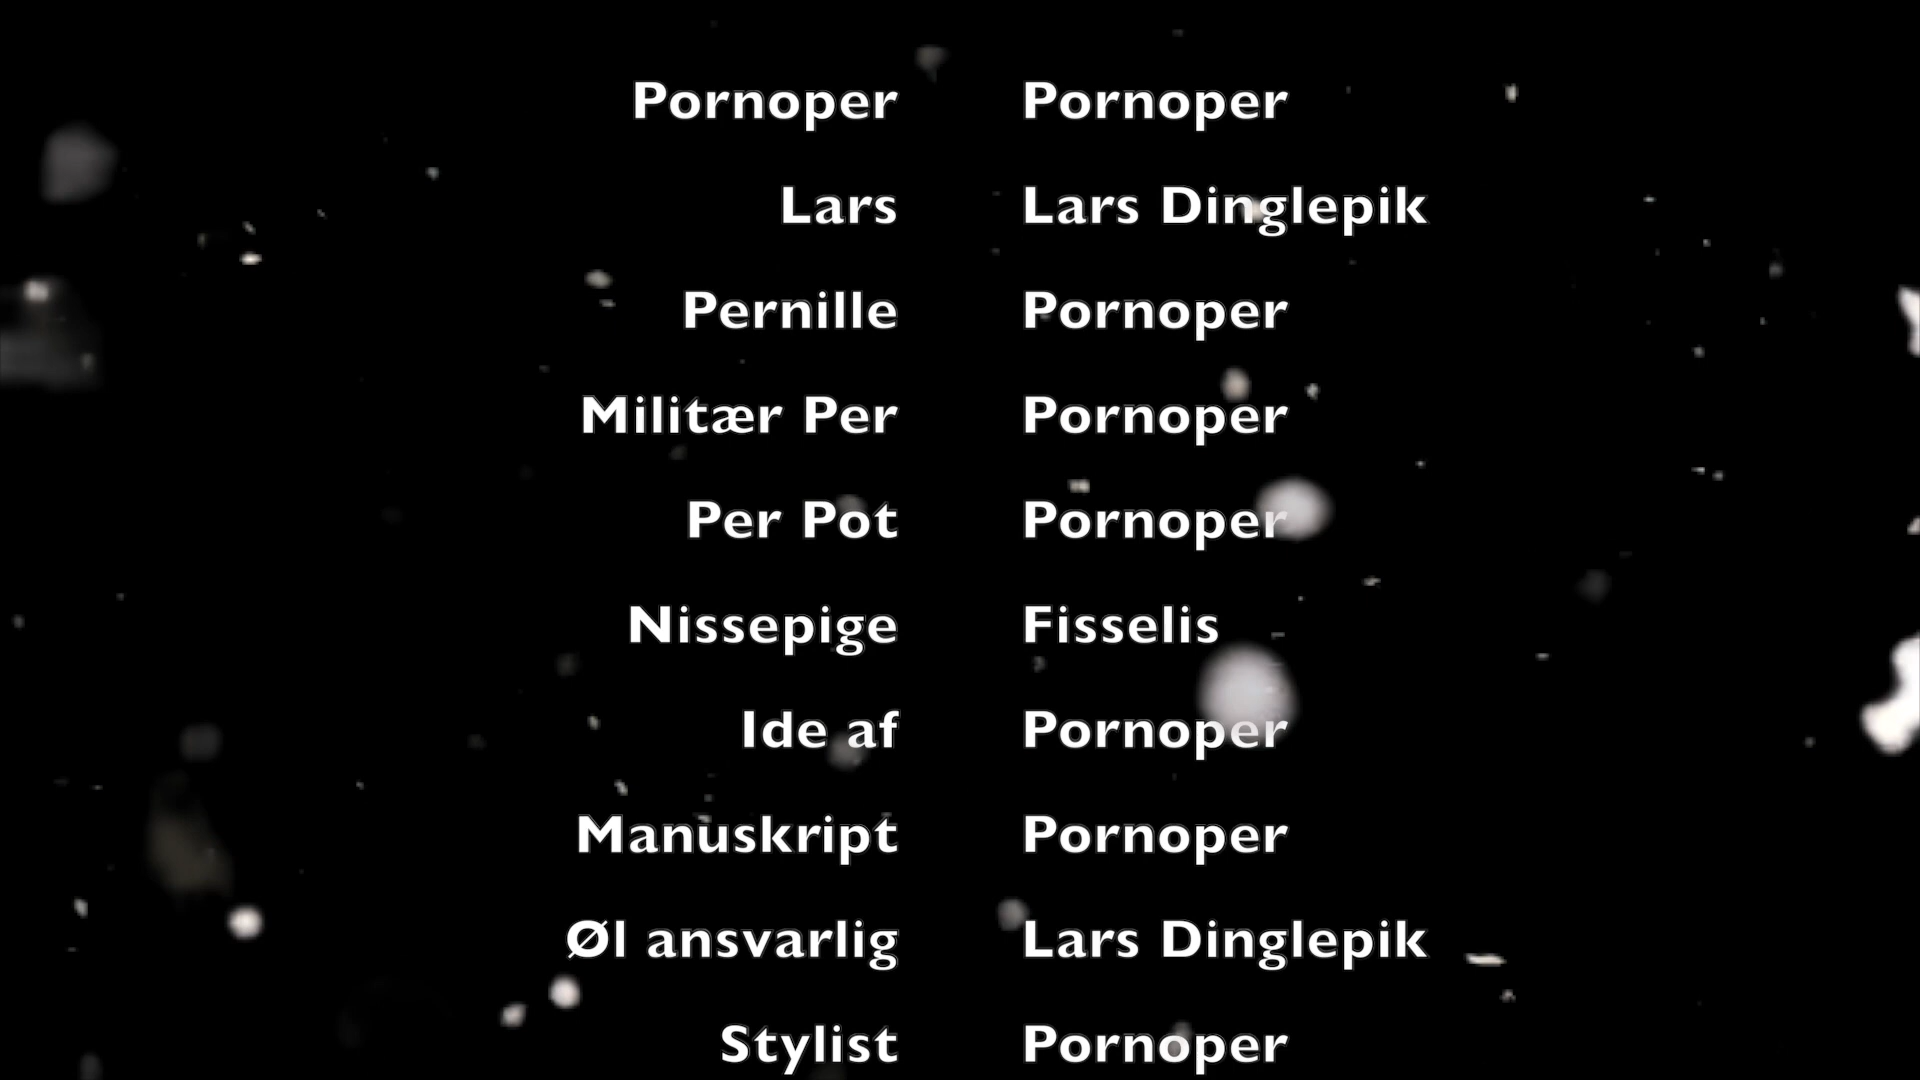 Pornoper Pornoper
Lars Lars Dinglepik
Pernille Pornoper
Militær Per Pornoper
Per Pot Pornoper
Nissepige Fisselis
Ide af Pornoper
Manuskript Pornoper
Øl ansvarlig Lars Dinglepik
Stylist Pornoper